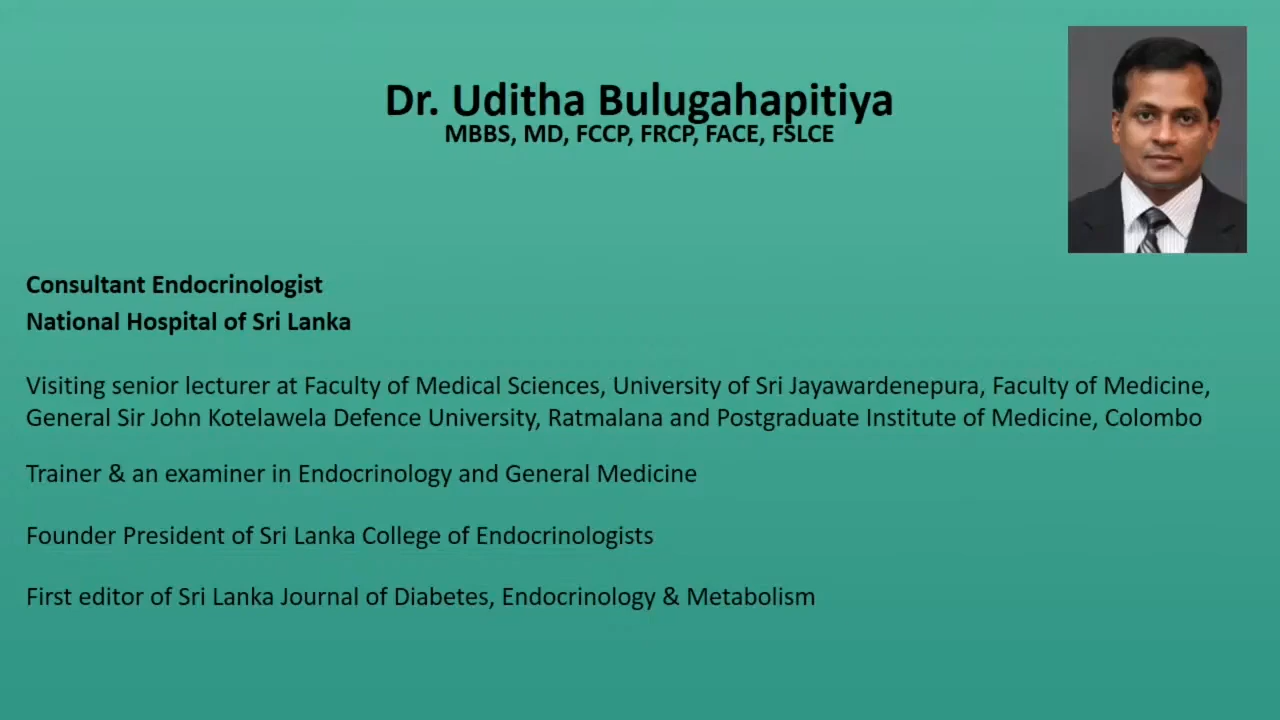 Dr. Uditha Bulugahapitiya
MBBS, MD, FCCP, FRCP, FACE, FSLCE
Consultant Endocrinologist
National Hospital of Sri Lanka
Visiting senior lecturer at Faculty of Medical Sciences, University of Sri Jayawardenepura, Faculty of Medicine,
General Sir John Kotelawela Defence University, Ratmalana and Postgraduate Institute of Medicine, Colombo
Trainer & an examiner in Endocrinology and General Medicine
Founder President of Sri Lanka College of Endocrinologists
First editor of Sri Lanka Journal of Diabetes, Endocrinology & Metabolism